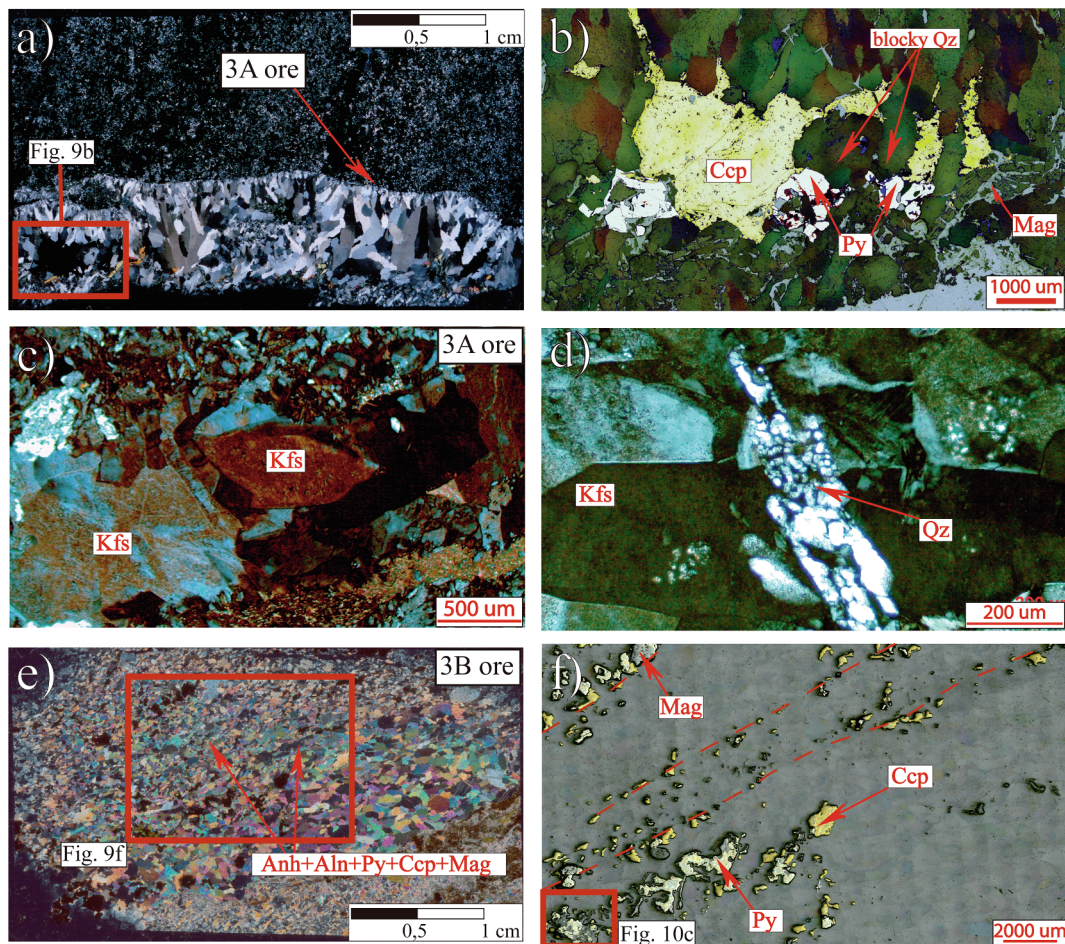 a)
0,5 1 cm
3A ore
Fig. 9b
b)
blocky Qz
Ccp
Py
Mag
1000 um
c)
3A ore
Kfs
Kfs
500 um
d)
Kfs
Qz
200 um
e)
3B ore
Fig. 9f
Anh+Aln+Py+Ccp+Mag
0,5 1 cm
f)
Mag
Ccp
Py
Fig. 10c
2000 um